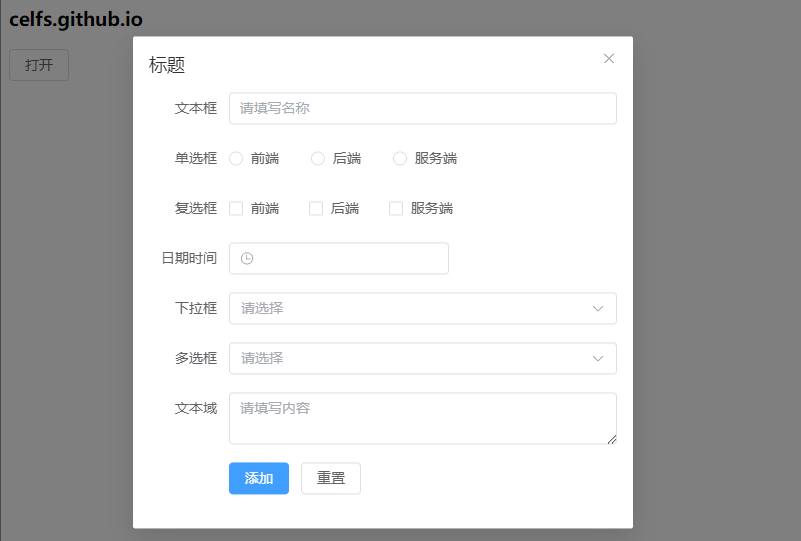 celfs.github.io
打开
标题
文本框 请填写名称
单选框 前端 后端 服务端
复选框 前端 后端 服务端
日期时间
下拉框 请选择
多选框 请选择
文本域 请填写内容
添加 重置